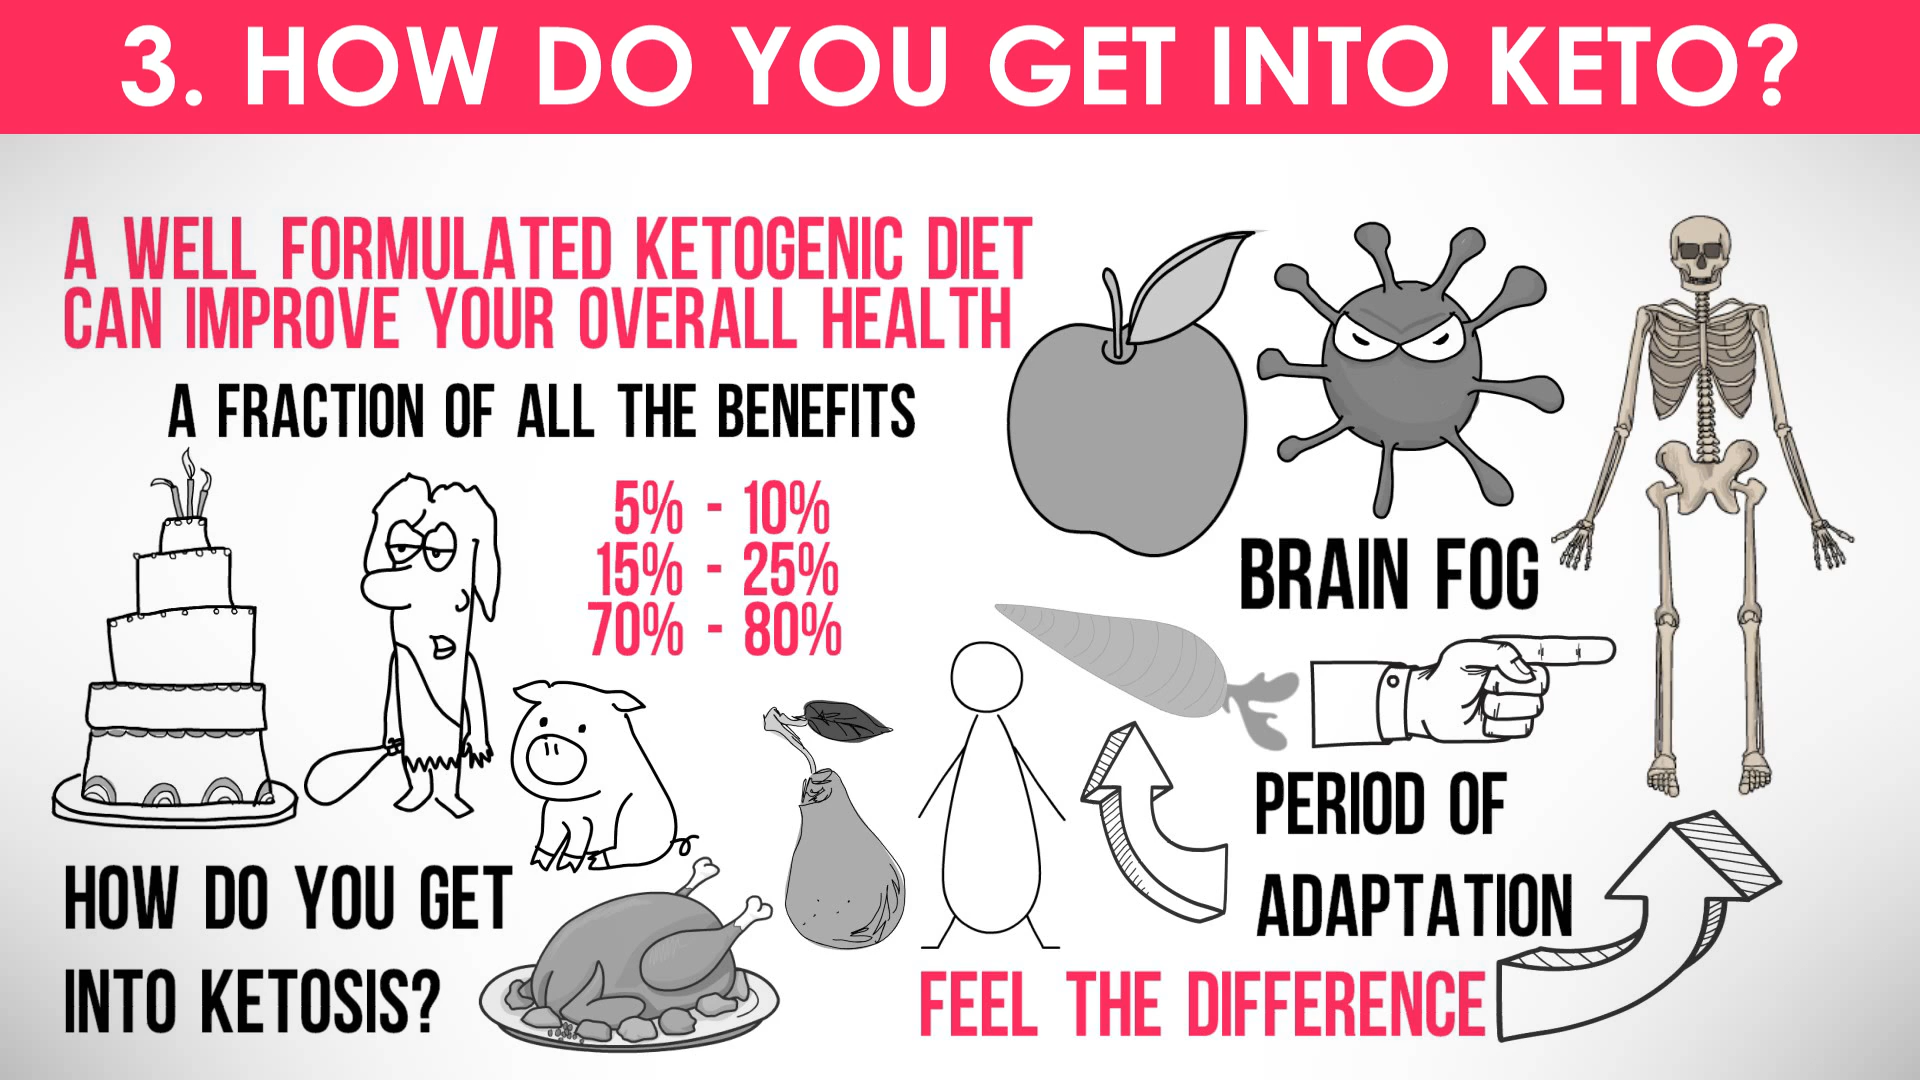 3. HOW DO YOU GET INTO KETO?
A WELL FORMULATED KETOGENIC DIET
CAN IMPROVE YOUR OVERALL HEALTH
A FRACTION OF ALL THE BENEFITS
5% - 10%
15% - 25%
70% - 80%
BRAIN FOG
PERIOD OF
ADAPTATION
HOW DO YOU GET
INTO KETOSIS?
FEEL THE DIFFERENCE